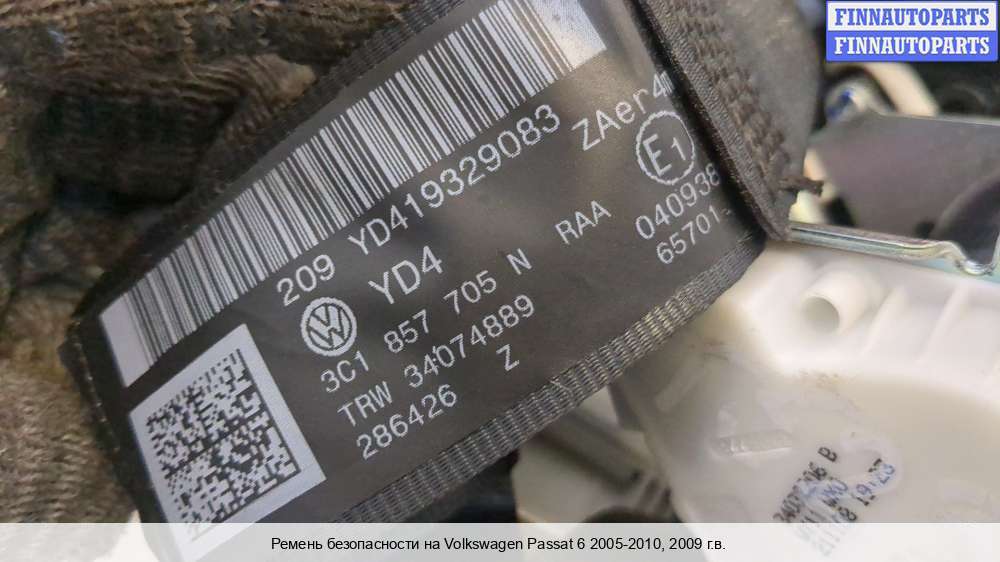 FINNAUTOPARTS
FINNAUTOPARTS
209 YD419329083 ZAer4
YD4
3C1 857 705 N RAA
TRW 34074889
286426 Z
E1
040938
65701-
Ремень безопасности на Volkswagen Passat 6 2005-2010, 2009 г.в.